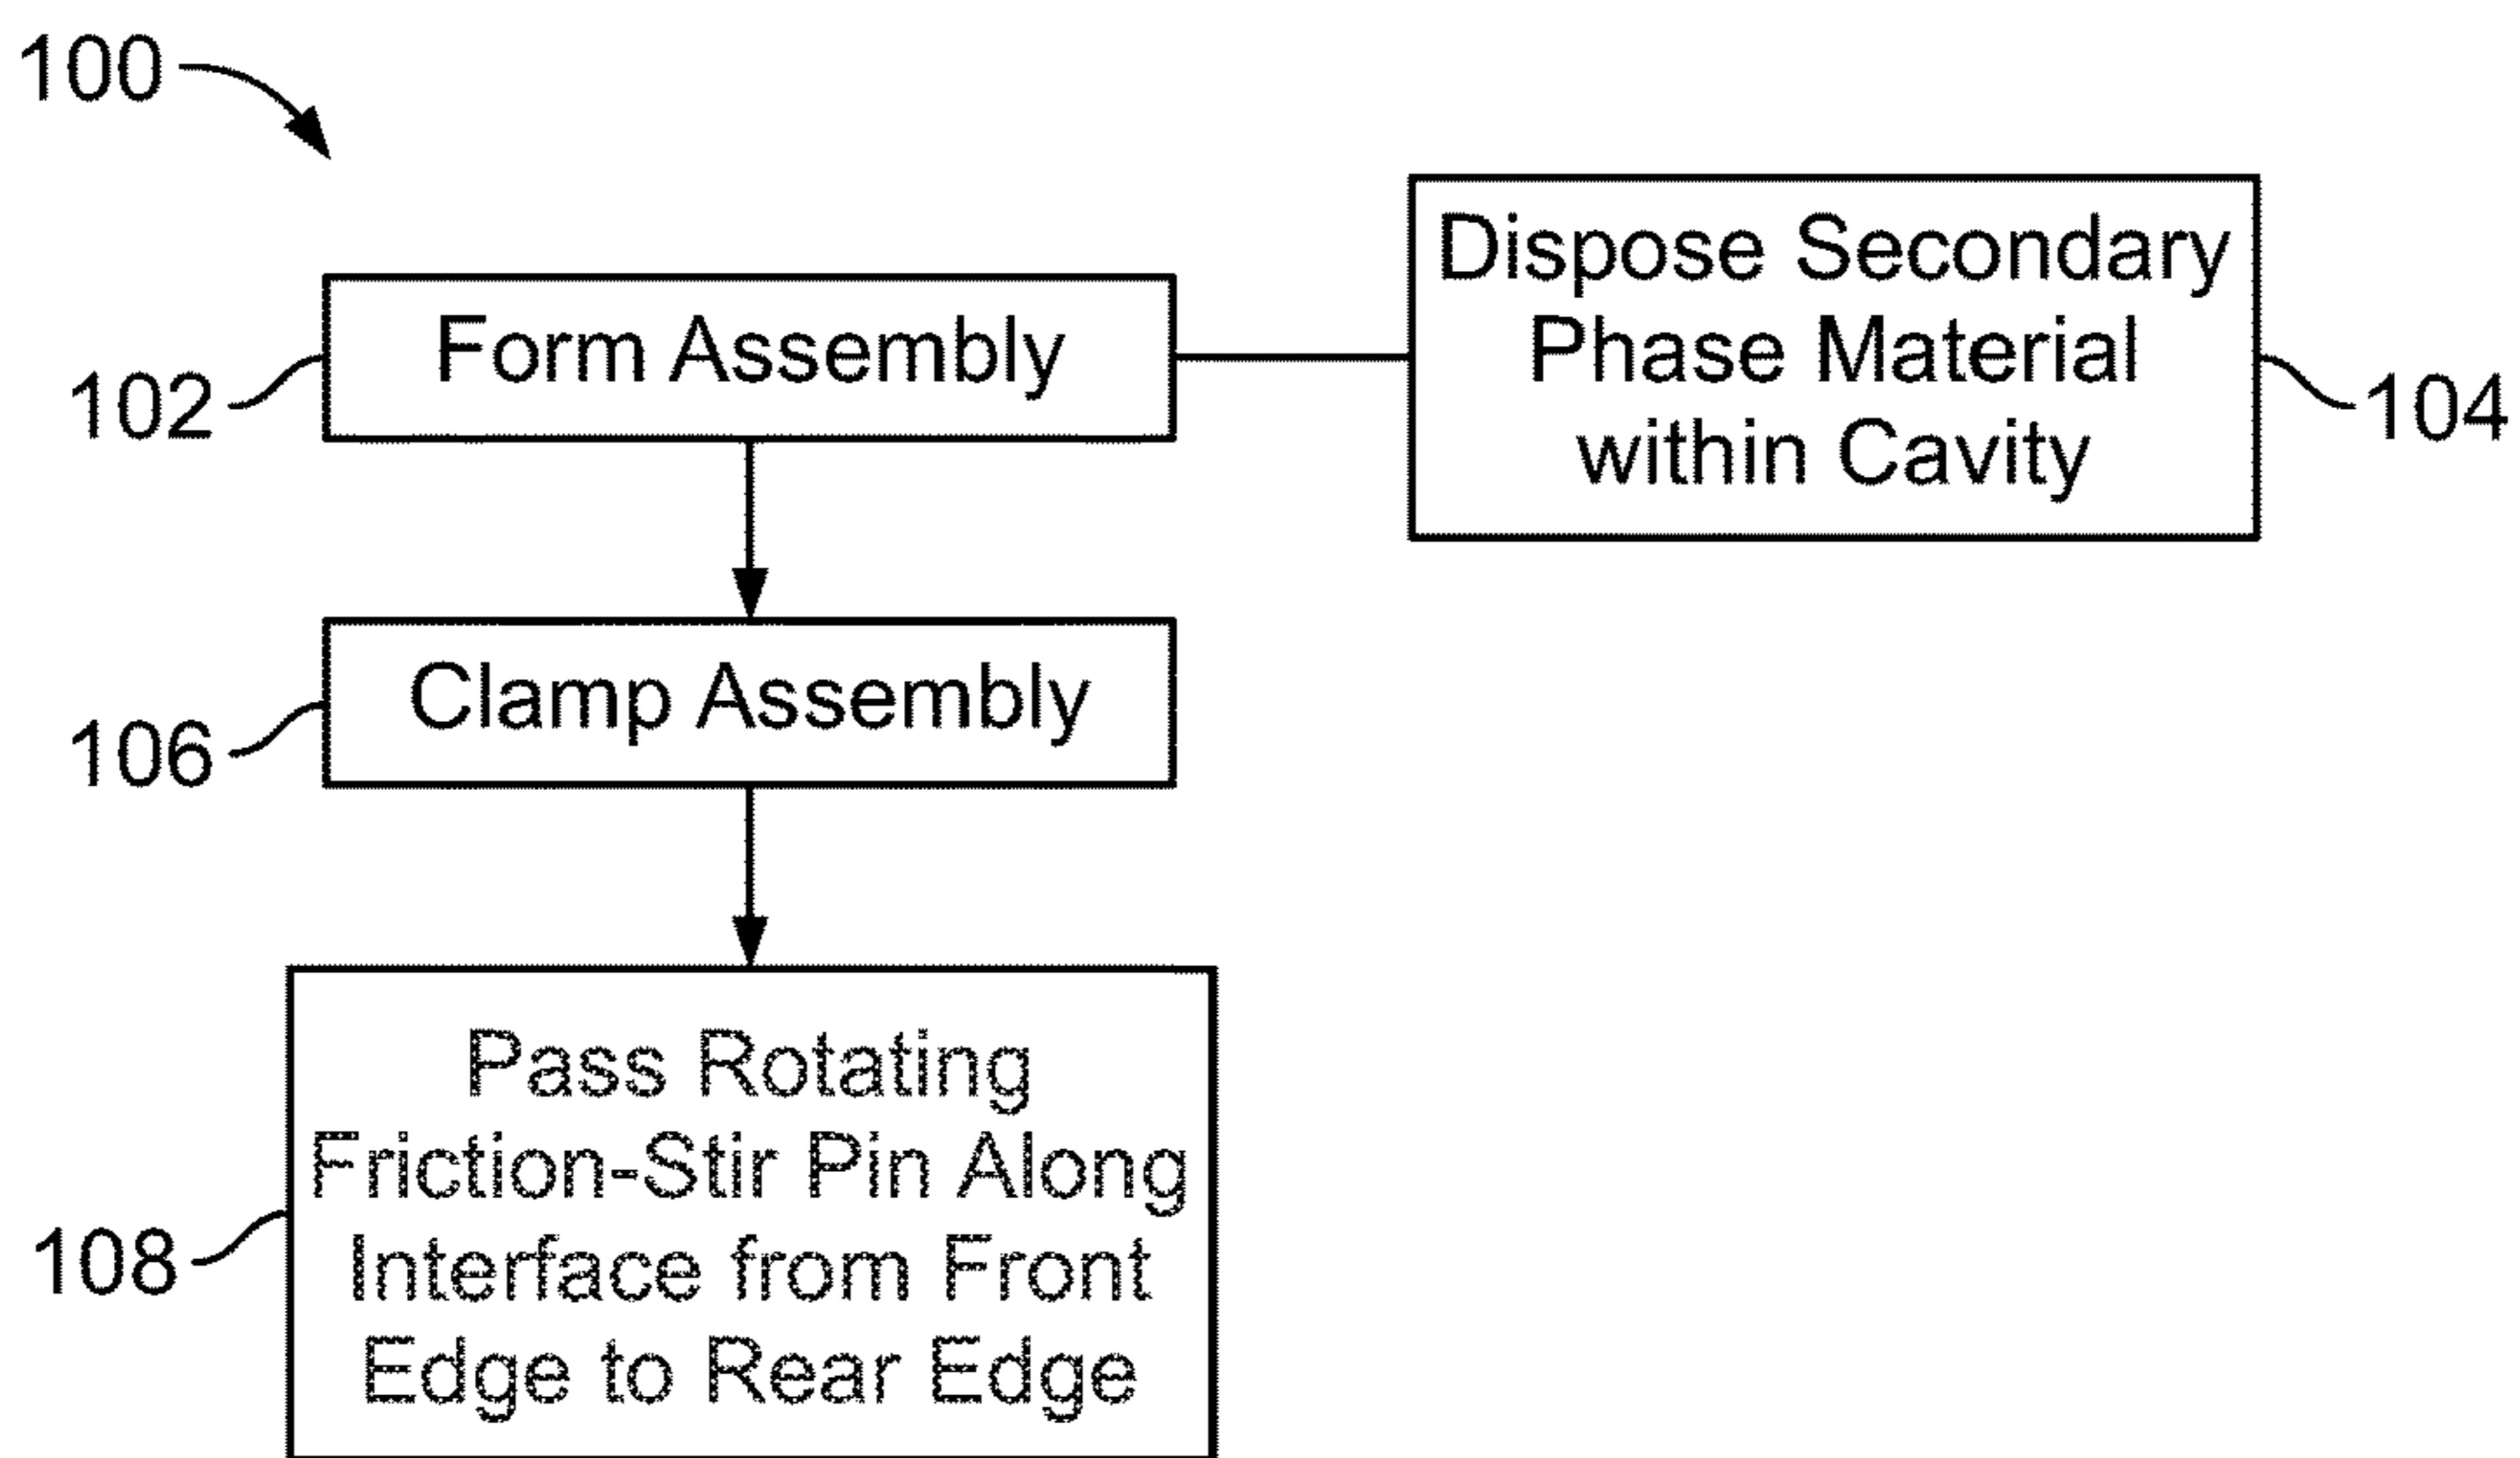 100
Form Assembly
102
Dispose Secondary
Phase Material
within Cavity
104
Clamp Assembly
106
Pass Rotating
Friction-Stir Pin Along
Interface from Front
Edge to Rear Edge
108